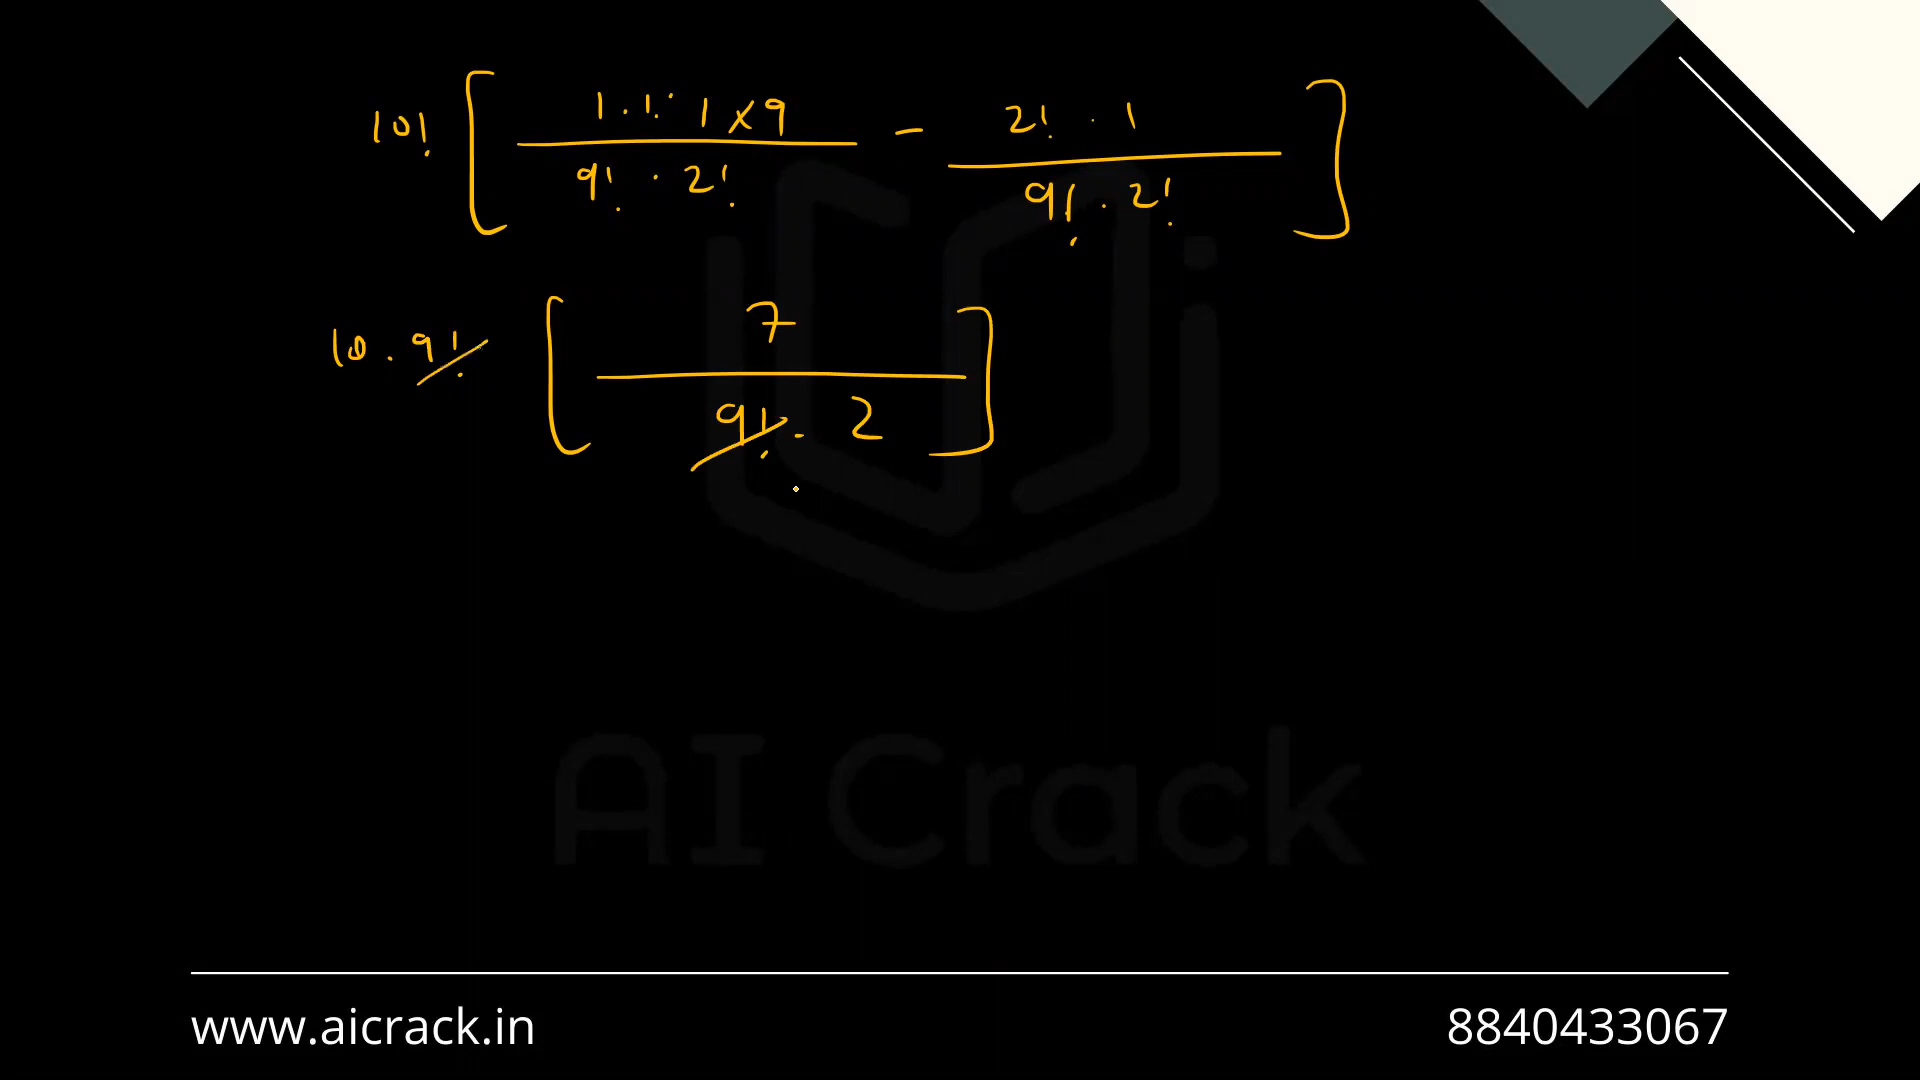 10! [ 1 . 1! 1 × 9 / 9! . 2! - 2! . 1 / 9! . 2! ]
10 . 9! [ 7 / 9! . 2 ]
AI Crack
www.aicrack.in 8840433067